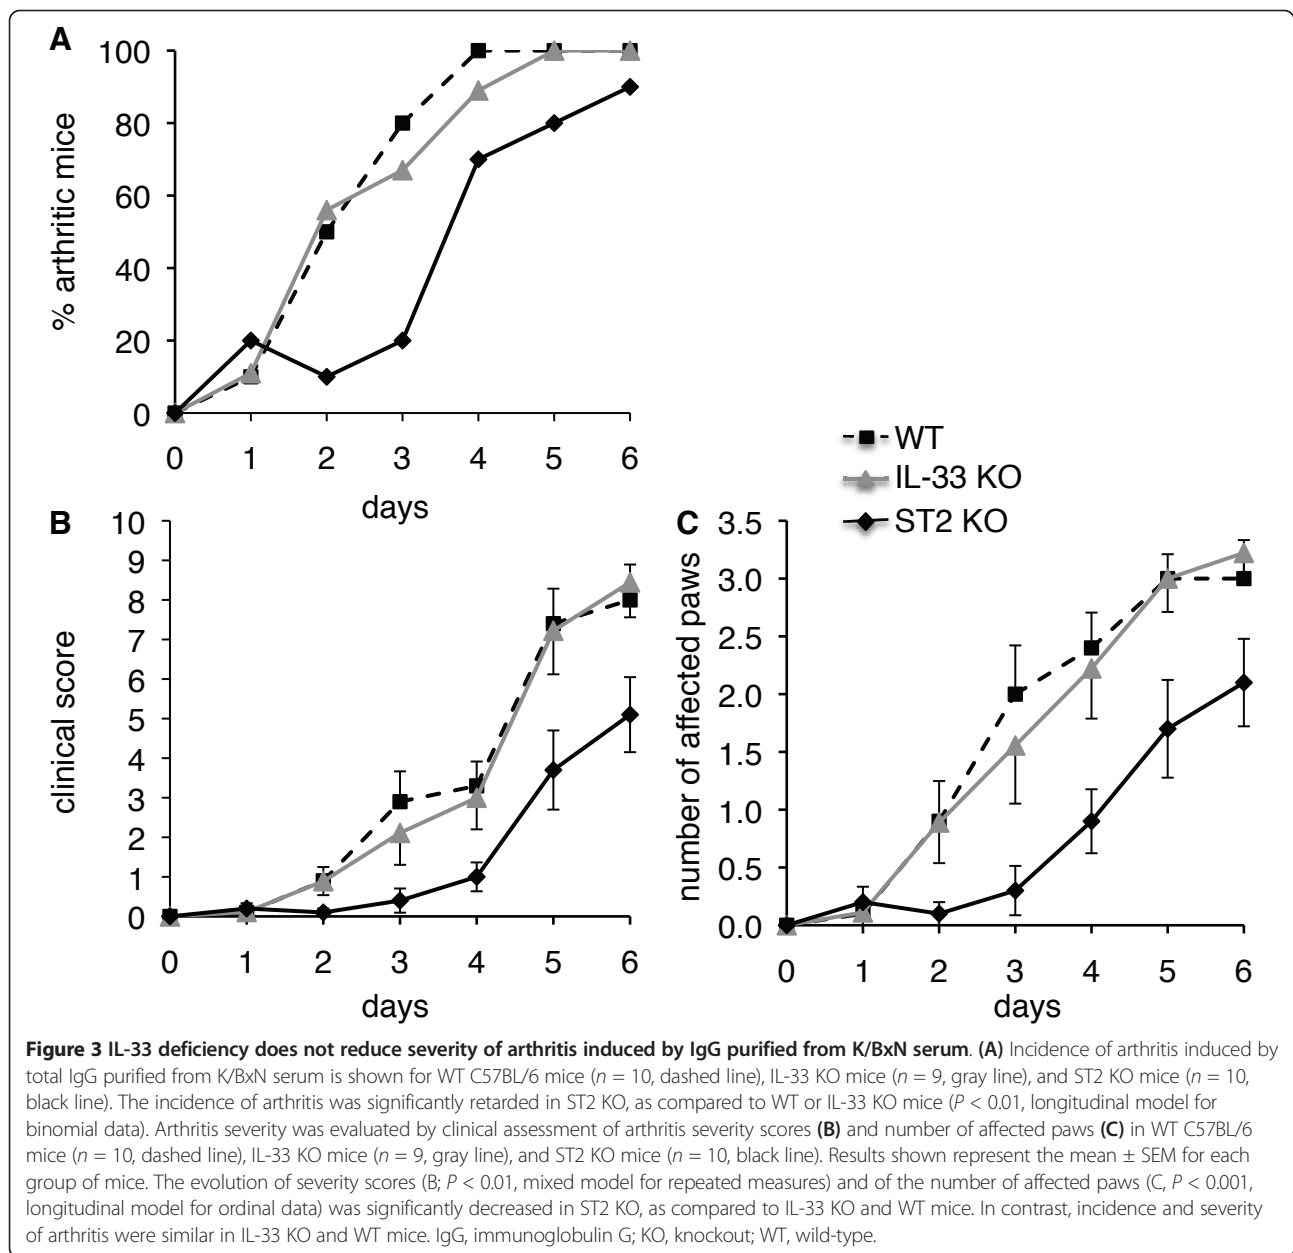 A
100
80
60
40
20
0
% arthritic mice
0 1 2 3 4 5 6
days
WT
IL-33 KO
ST2 KO
B
10
9
8
7
6
5
4
3
2
1
0
clinical score
0 1 2 3 4 5 6
days
C
3.5
3.0
2.5
2.0
1.5
1.0
0.5
0.0
number of affected paws
0 1 2 3 4 5 6
days
Figure 3 IL-33 deficiency does not reduce severity of arthritis induced by IgG purified from K/BxN serum. (A) Incidence of arthritis induced by
total IgG purified from K/BxN serum is shown for WT C57BL/6 mice (n = 10, dashed line), IL-33 KO mice (n = 9, gray line), and ST2 KO mice (n = 10,
black line). The incidence of arthritis was significantly retarded in ST2 KO, as compared to WT or IL-33 KO mice (P < 0.01, longitudinal model for
binomial data). Arthritis severity was evaluated by clinical assessment of arthritis severity scores (B) and number of affected paws (C) in WT C57BL/6
mice (n = 10, dashed line), IL-33 KO mice (n = 9, gray line), and ST2 KO mice (n = 10, black line). Results shown represent the mean ± SEM for each
group of mice. The evolution of severity scores (B; P < 0.01, mixed model for repeated measures) and of the number of affected paws (C, P < 0.001,
longitudinal model for ordinal data) was significantly decreased in ST2 KO, as compared to IL-33 KO and WT mice. In contrast, incidence and severity
of arthritis were similar in IL-33 KO and WT mice. IgG, immunoglobulin G; KO, knockout; WT, wild-type.